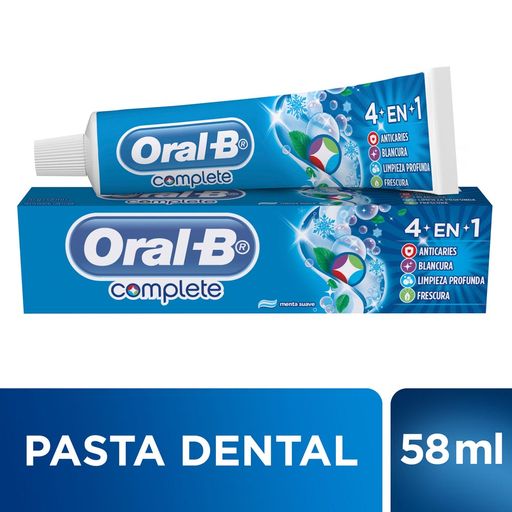 Oral-B®
complete
4 + EN + 1
ANTICARIES
BLANCURA
LIMPIEZA PROFUNDA
FRESCURA
Oral-B®
complete
menta suave
4 + EN + 1
ANTICARIES
BLANCURA
LIMPIEZA PROFUNDA
FRESCURA
PASTA DENTAL
58 ml